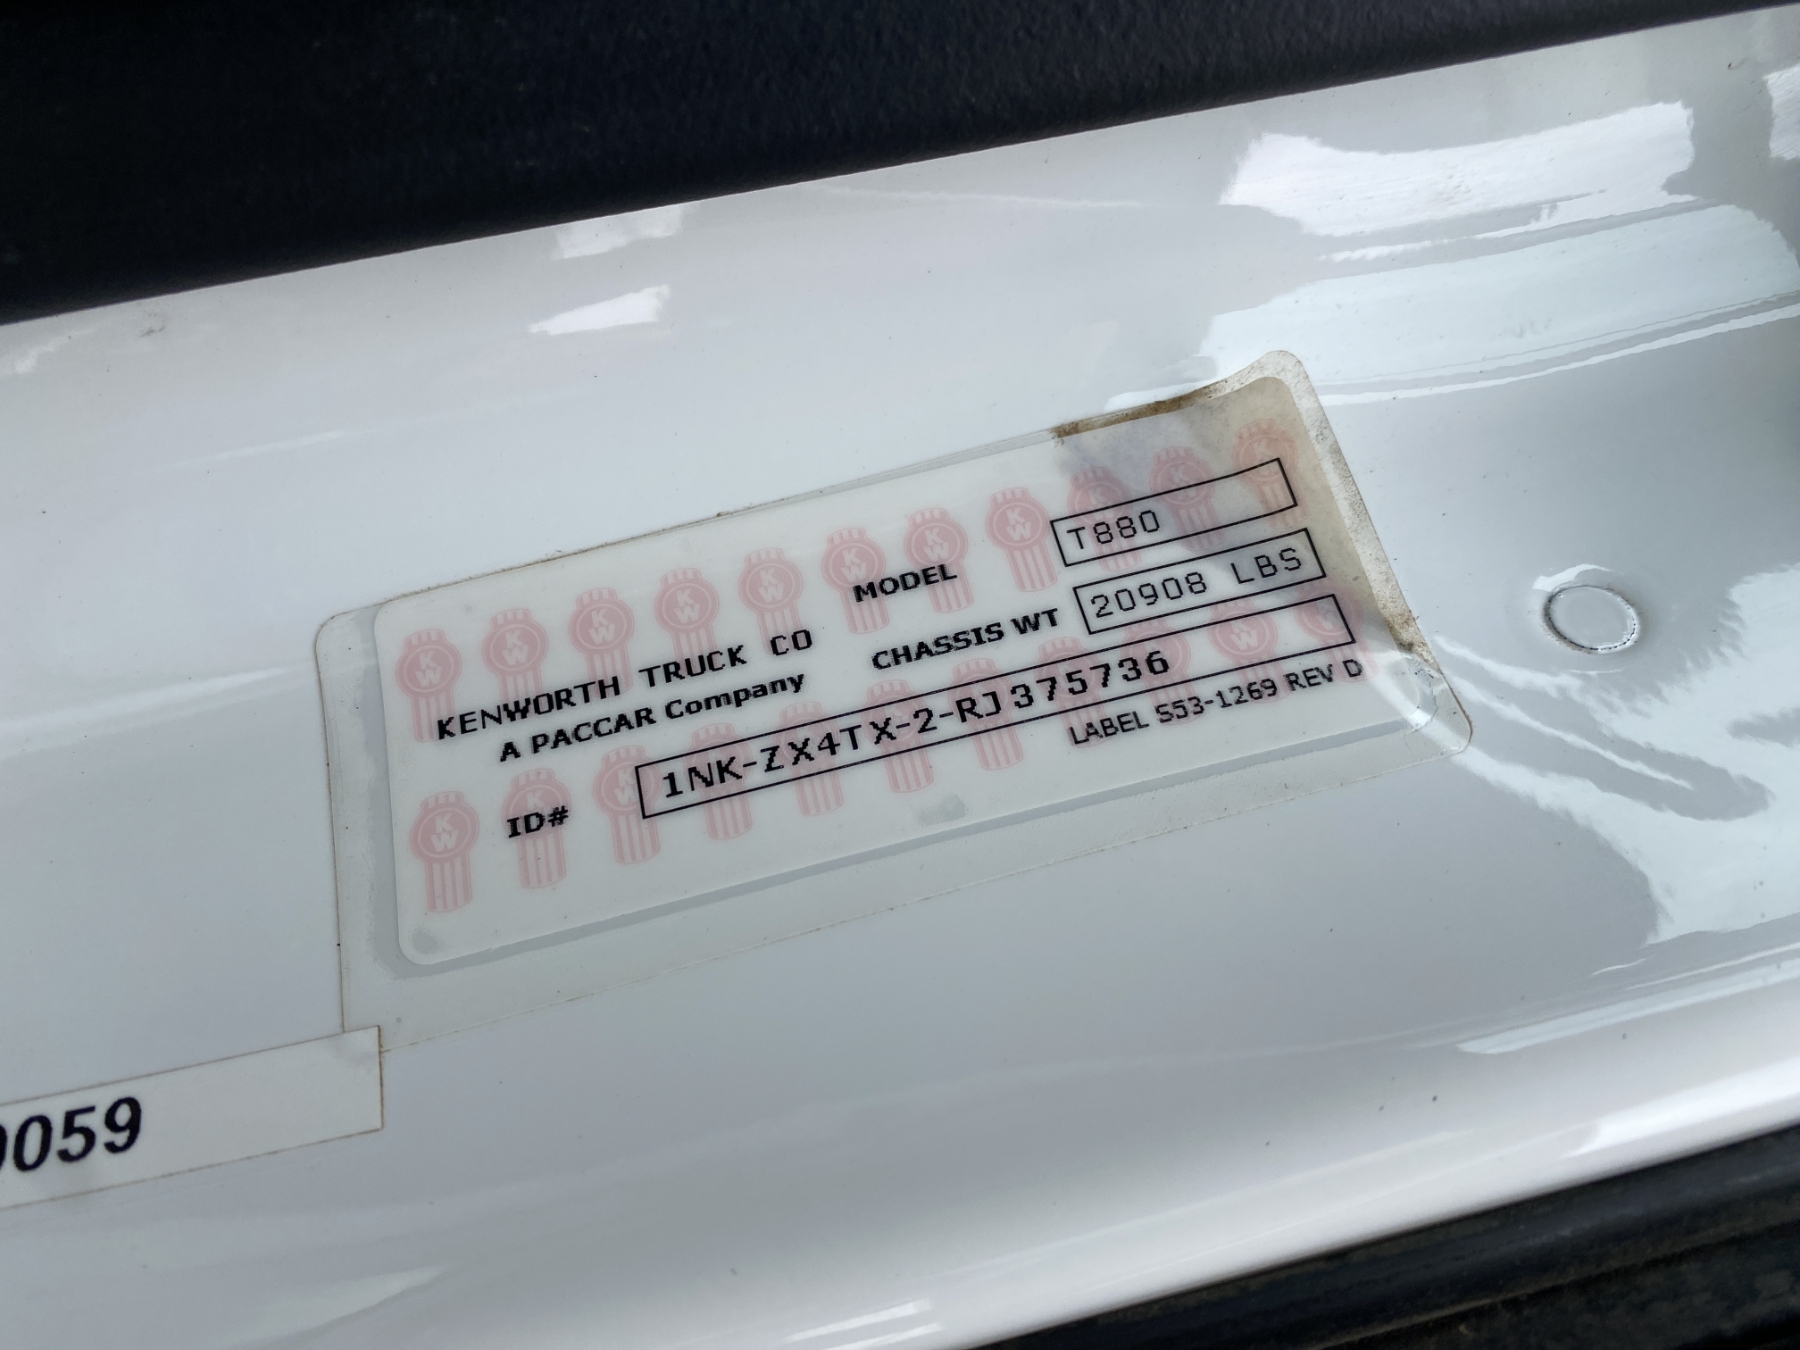 KENWORTH TRUCK CO
A PACCAR Company
MODEL T880
CHASSIS WT 20908 LBS
ID# 1NK-ZX4TX-2-RJ375736
LABEL S53-1269 REV D
0059